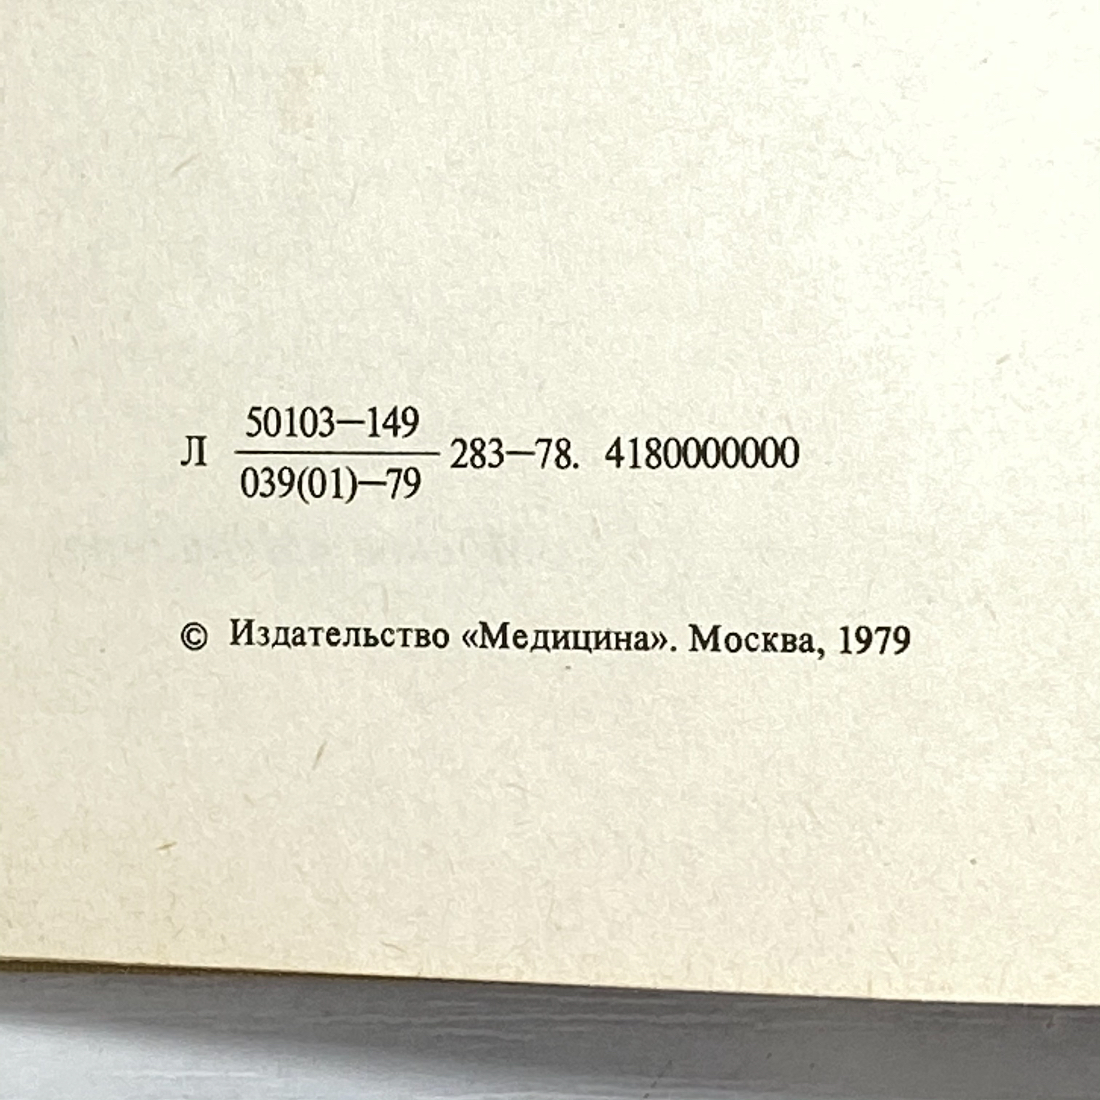 Л 50103—149
039(01)—79 283—78. 4180000000
© Издательство «Медицина». Москва, 1979